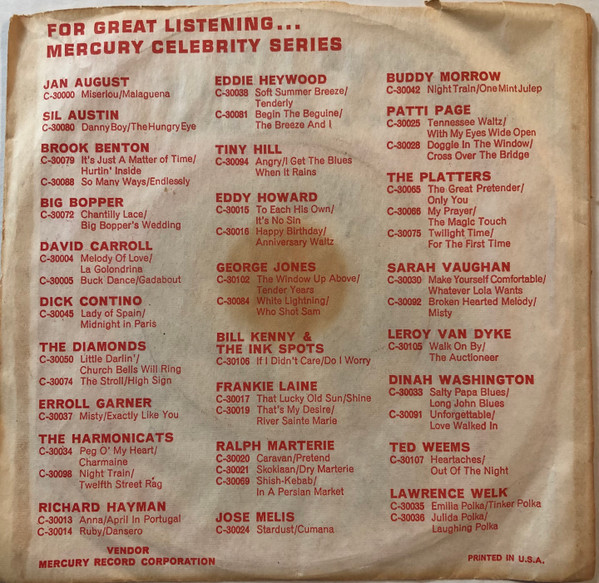 FOR GREAT LISTENING...
MERCURY CELEBRITY SERIES
JAN AUGUST
C-30000 Miserlou/Malaguena
SIL AUSTIN
C-30080 Danny Boy/The Hungry Eye
BROOK BENTON
C-30079 It's Just A Matter of Time/
Hurtin' Inside
C-30088 So Many Ways/Endlesely
BIG BOPPER
C-30072 Chantilly Lace/
Big Bopper's Wedding
DAVID CARROLL
C-30004 Melody Of Love/
La Golondrina
C-30005 Buck Dance/Gadabout
DICK CONTINO
C-30045 Lady of Spain/
Midnight in Paris
THE DIAMONDS
C-30050 Little Darlin'/
Church Bells Will Ring
C-30074 The Stroll/High Sign
ERROLL GARNER
C-30037 Misty/Exactly Like You
THE HARMONICATS
C-30034 Peg O' My Heart/
Charmaine
C-30098 Night Train/
Twelfth Street Rag
RICHARD HAYMAN
C-30013 Anna/April In Portugal
C-30014 Ruby/Dansero
EDDIE HEYWOOD
C-30038 Soft Summer Breeze/
Tenderly
C-30081 Begin The Beguine/
The Breeze And I
TINY HILL
C-30094 Angry/I Get The Blues
When It Rains
EDDY HOWARD
C-30015 To Each His Own/
It's No Sin
C-30016 Happy Birthday/
Anniversary Waltz
GEORGE JONES
C-30102 The Window Up Above/
Tender Years
C-30084 White Lightning/
Who Shot Sam
BILL KENNY &
THE INK SPOTS
C-30106 If I Didn't Care/Do I Worry
FRANKIE LAINE
C-30017 That Lucky Old Sun/Shine
C-30019 That's My Desire/
River Sainte Marie
RALPH MARTERIE
C-30020 Caravan/Pretend
C-30021 Skokiaan/Dry Marterie
C-30069 Shish-Kebab/
In A Persian Market
JOSE MELIS
C-30024 Stardust/Cumana
BUDDY MORROW
C-30042 Night Train/One Mint Julep
PATTI PAGE
C-30025 Tennessee Waltz/
With My Eyes Wide Open
C-30028 Doggie In The Window/
Cross Over The Bridge
THE PLATTERS
C-30065 The Great Pretender/
Only You
C-30066 My Prayer/
The Magic Touch
C-30075 Twilight Time/
For The First Time
SARAH VAUGHAN
C-30030 Make Yourself Comfortable/
Whatever Lola Wants
C-30092 Broken Hearted Melody/
Misty
LEROY VAN DYKE
C-30105 Walk On By/
The Auctioneer
DINAH WASHINGTON
C-30033 Salty Papa Blues/
Long John Blues
C-30091 Unforgettable/
Love Walked In
TED WEEMS
C-30107 Heartaches/
Out Of The Night
LAWRENCE WELK
C-30035 Emilia Polka/Tinker Polka
C-30036 Julida Polka/
Laughing Polka
VENDOR
MERCURY RECORD CORPORATION
PRINTED IN U.S.A.